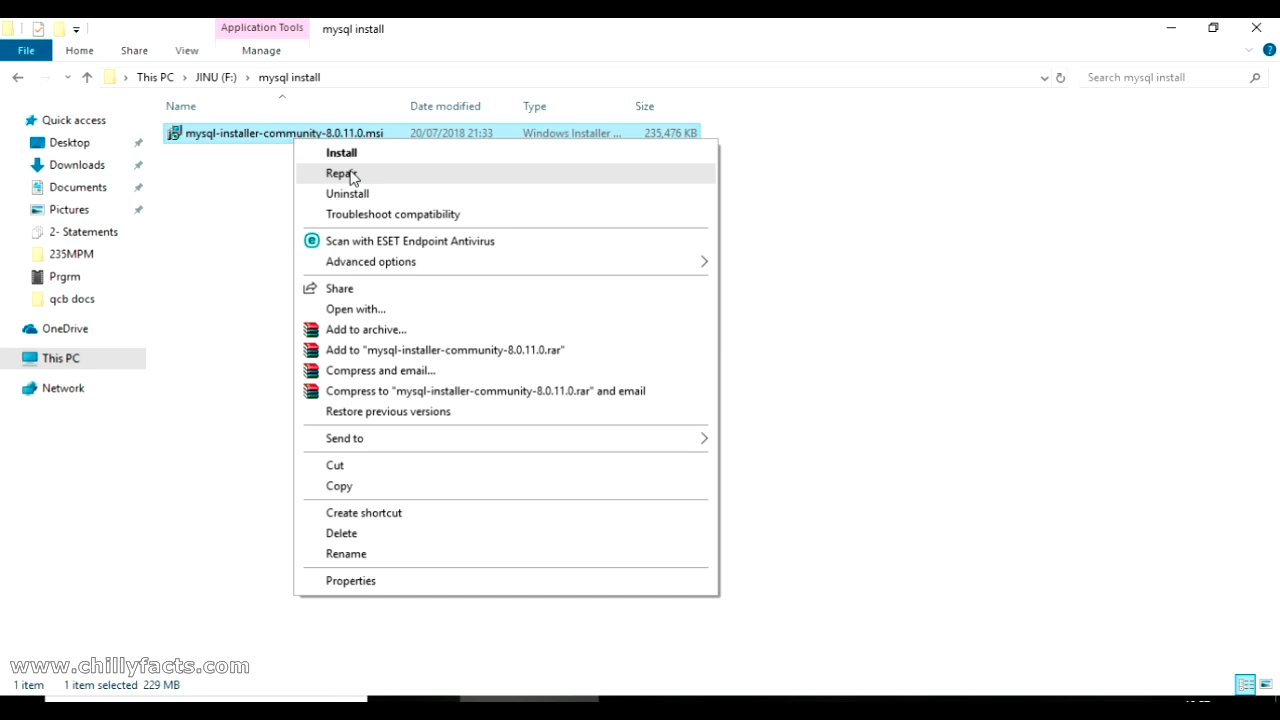 Application Tools
mysql install
File
Home
Share
View
Manage
This PC
JINU (F:)
mysql install
Search mysql install
Name
Date modified
Type
Size
mysql-installer-community-8.0.11.0.msi
20/07/2018 21:33
Windows Installer ...
235,476 KB
Quick access
Desktop
Downloads
Documents
Pictures
2- Statements
235MPM
Prgrm
qcb docs
OneDrive
This PC
Network
Install
Repair
Uninstall
Troubleshoot compatibility
Scan with ESET Endpoint Antivirus
Advanced options
Share
Open with...
Add to archive...
Add to "mysql-installer-community-8.0.11.0.rar"
Compress and email...
Compress to "mysql-installer-community-8.0.11.0.rar" and email
Restore previous versions
Send to
Cut
Copy
Create shortcut
Delete
Rename
Properties
www.chillyfacts.com
1 item
1 item selected 229 MB